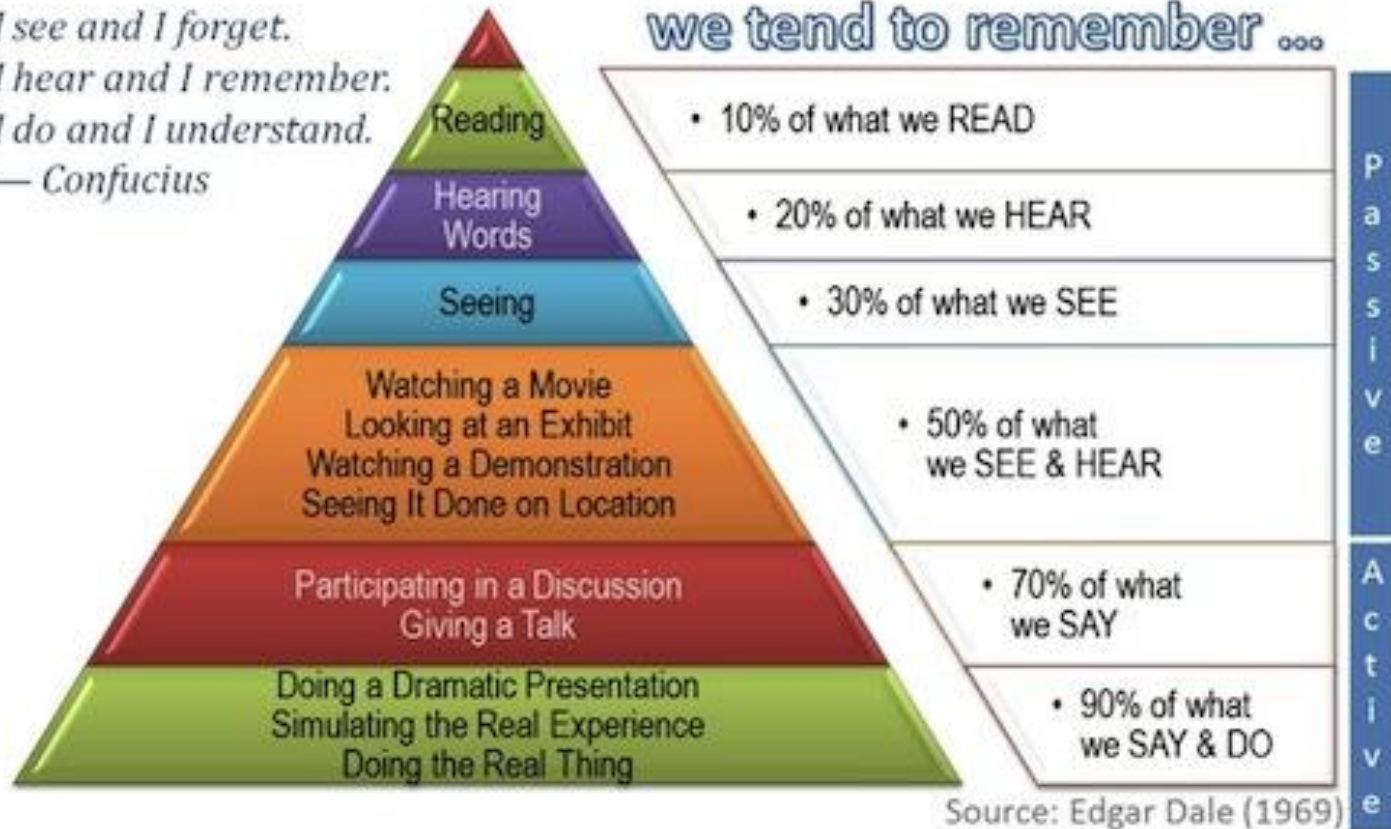 I see and I forget.
I hear and I remember.
I do and I understand.
— Confucius
we tend to remember ...
Reading
• 10% of what we READ
Hearing
Words
• 20% of what we HEAR
Seeing
• 30% of what we SEE
Watching a Movie
Looking at an Exhibit
Watching a Demonstration
Seeing It Done on Location
• 50% of what
we SEE & HEAR
Participating in a Discussion
Giving a Talk
• 70% of what
we SAY
Doing a Dramatic Presentation
Simulating the Real Experience
Doing the Real Thing
• 90% of what
we SAY & DO
Passive
Active
Source: Edgar Dale (1969)